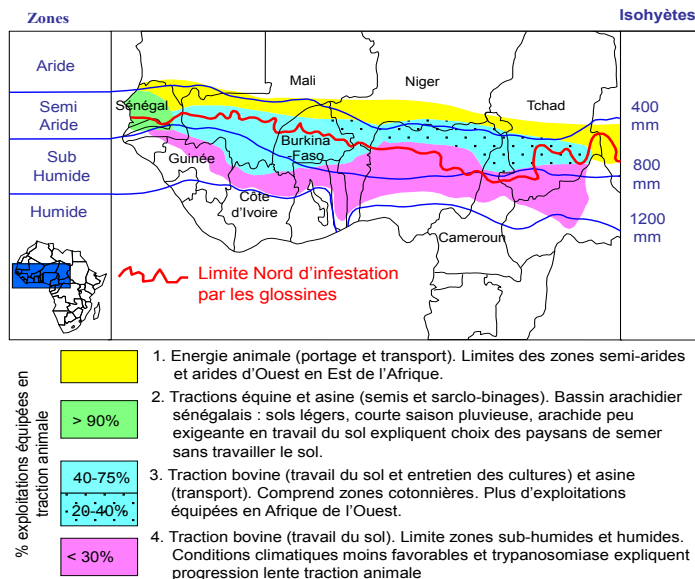 Zones
Isohyètes
Aride
Mali
Niger
Tchad
Semi
Aride
Sénégal
400
mm
Burkina
-Faso
Sub
Humide
Guinée
800
mm
Humide
Côte
d'Ivoire
1200
mm
Cameroun
Limite Nord d'infestation
par les glossines
% exploitations équipées en
traction animale
1. Energie animale (portage et transport). Limites des zones semi-arides
et arides d'Ouest en Est de l'Afrique.
> 90%
2. Tractions équine et asine (semis et sarclo-binages). Bassin arachidier
sénégalais : sols légers, courte saison pluvieuse, arachide peu
exigeante en travail du sol expliquent choix des paysans de semer
sans travailler le sol.
40-75%
20-40%
3. Traction bovine (travail du sol et entretien des cultures) et asine
(transport). Comprend zones cotonnières. Plus d'exploitations
équipées en Afrique de l'Ouest.
< 30%
4. Traction bovine (travail du sol). Limite zones sub-humides et humides.
Conditions climatiques moins favorables et trypanosomiase expliquent
progression lente traction animale